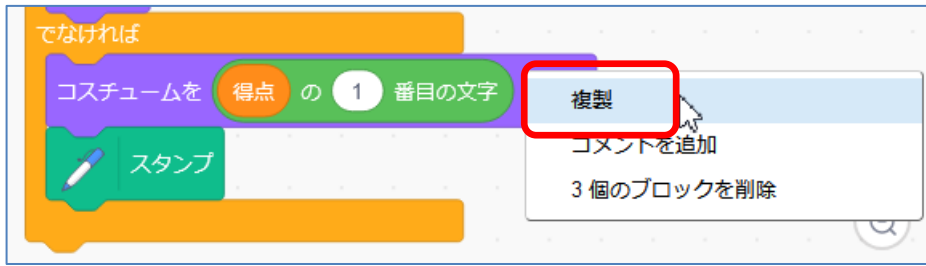 でなければ
コスチュームを 得点 の 1 番目の文字
スタンプ
複製
コメントを追加
3 個のブロックを削除